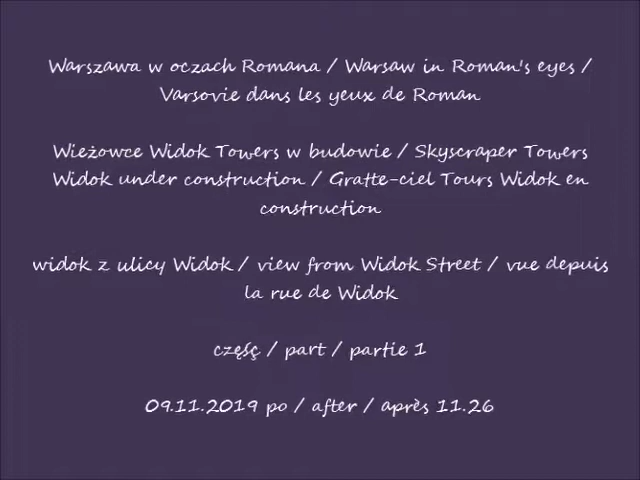 Warszawa w oczach Romana / Warsaw in Roman's eyes /
Varsovie dans les yeux de Roman
Wieżowce Widok Towers w budowie / Skyscraper Towers
Widok under construction / Gratte-ciel Tours Widok en
construction
widok z ulicy Widok / view from Widok Street / vue depuis
la rue de Widok
częśç / part / partie 1
09.11.2019 po / after / après 11.26